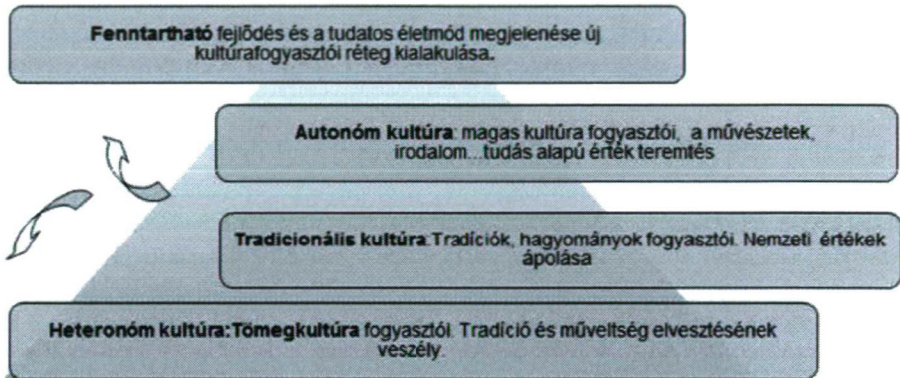 Fenntartható fejlődés és a tudatos életmód megjelenése új
kultúrafogyasztói réteg kialakulása.
Autonóm kultúra: magas kultúra fogyasztói, a művészetek,
irodalom...tudás alapú érték teremtés
Tradicionális kultúra:Tradíciók, hagyományok fogyasztói. Nemzeti értékek
ápolása
Heteronóm kultúra:Tömegkultúra fogyasztói. Tradíció és műveltség elvesztésének
veszély.